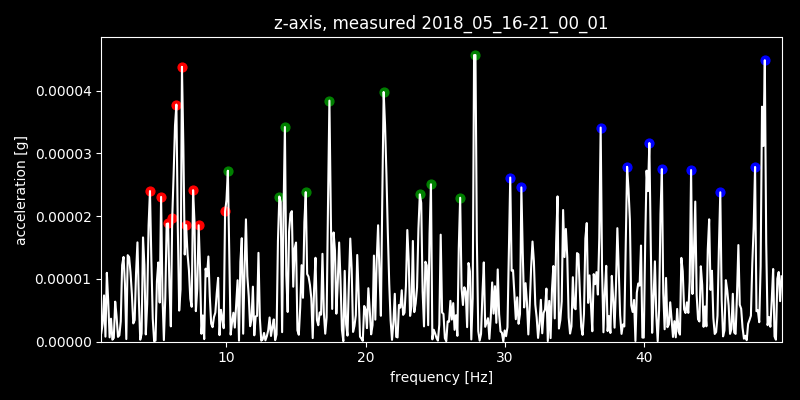 z-axis, measured 2018_05_16-21_00_01
0.00004
0.00003
0.00002
0.00001
0.00000
acceleration [g]
10 20 30 40
frequency [Hz]